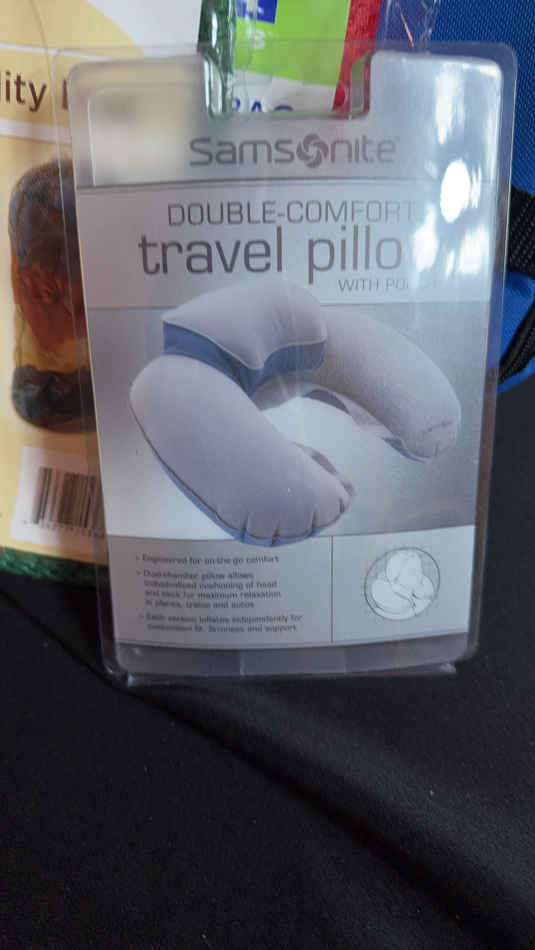 lity
BAG
Samsonite
DOUBLE-COMFORT
travel pillo
WITH PO
> Engineered for on-the-go comfort
> Dual-chamber pillow allows
individualized cushioning of head
and neck for maximum relaxation
in planes, trains and autos
> Each section inflates independently for
customized fit, firmness and support